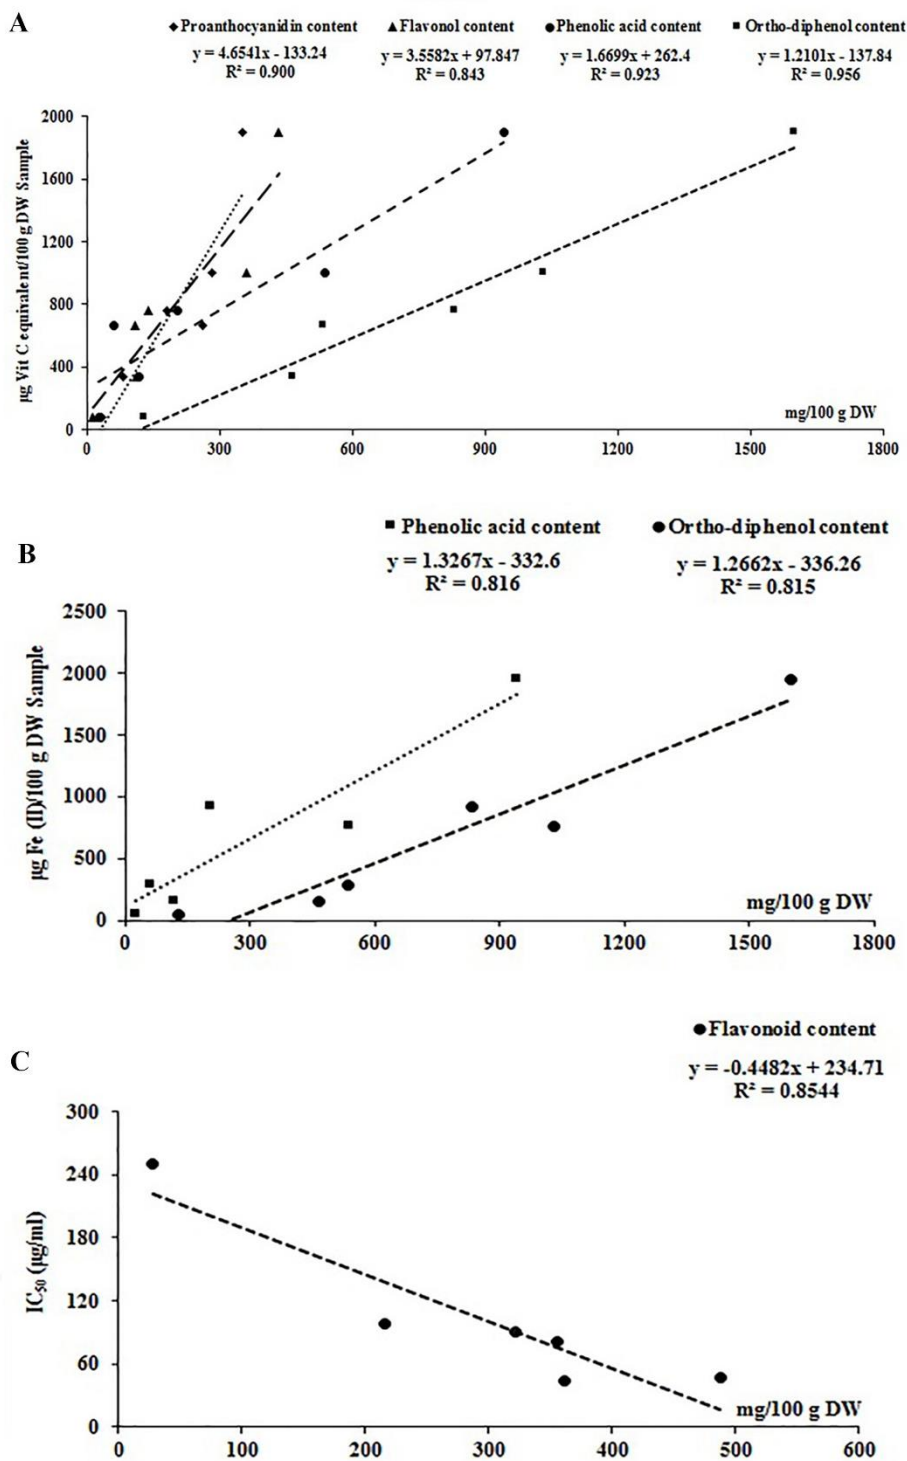 A
Proanthocyanidin content
y = 4.6541x - 133.24
R² = 0.900
Flavonol content
y = 3.5582x + 97.847
R² = 0.843
Phenolic acid content
y = 1.6699x + 262.4
R² = 0.923
Ortho-diphenol content
y = 1.2101x - 137.84
R² = 0.956
µg Vit C equivalent/100 g DW Sample
2000
1600
1200
800
400
0
mg/100 g DW
0 300 600 900 1200 1500 1800
B
Phenolic acid content
y = 1.3267x - 332.6
R² = 0.816
Ortho-diphenol content
y = 1.2662x - 336.26
R² = 0.815
µg Fe (II)/100 g DW Sample
2500
2000
1500
1000
500
0
mg/100 g DW
0 300 600 900 1200 1500 1800
C
Flavonoid content
y = -0.4482x + 234.71
R² = 0.8544
IC₅₀ (µg/ml)
300
240
180
120
60
0
mg/100 g DW
0 100 200 300 400 500 600